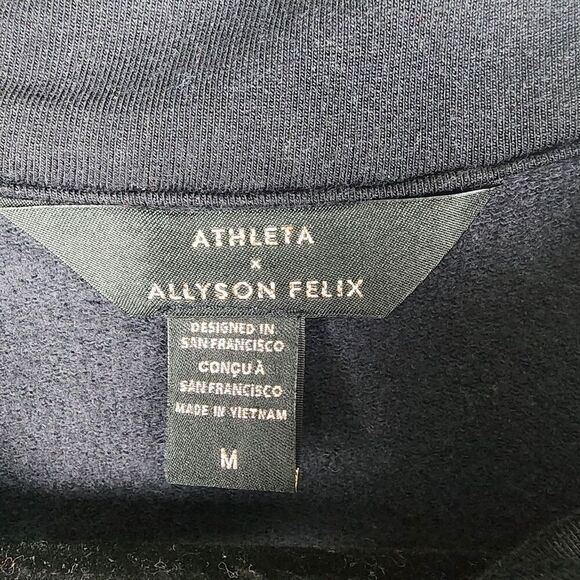 ATHLETA
×
ALLYSON FELIX
DESIGNED IN
SAN FRANCISCO
CONÇU À
SAN FRANCISCO
MADE IN VIETNAM
M